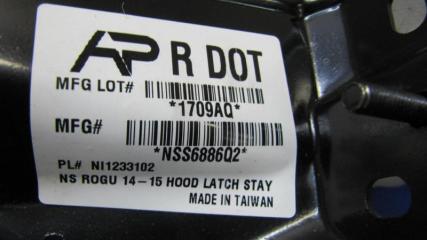 AP R DOT
MFG LOT#
*1709AQ*
MFG#
*NSS6886Q2*
PL# NI1233102
NS ROGU 14-15 HOOD LATCH STAY
MADE IN TAIWAN